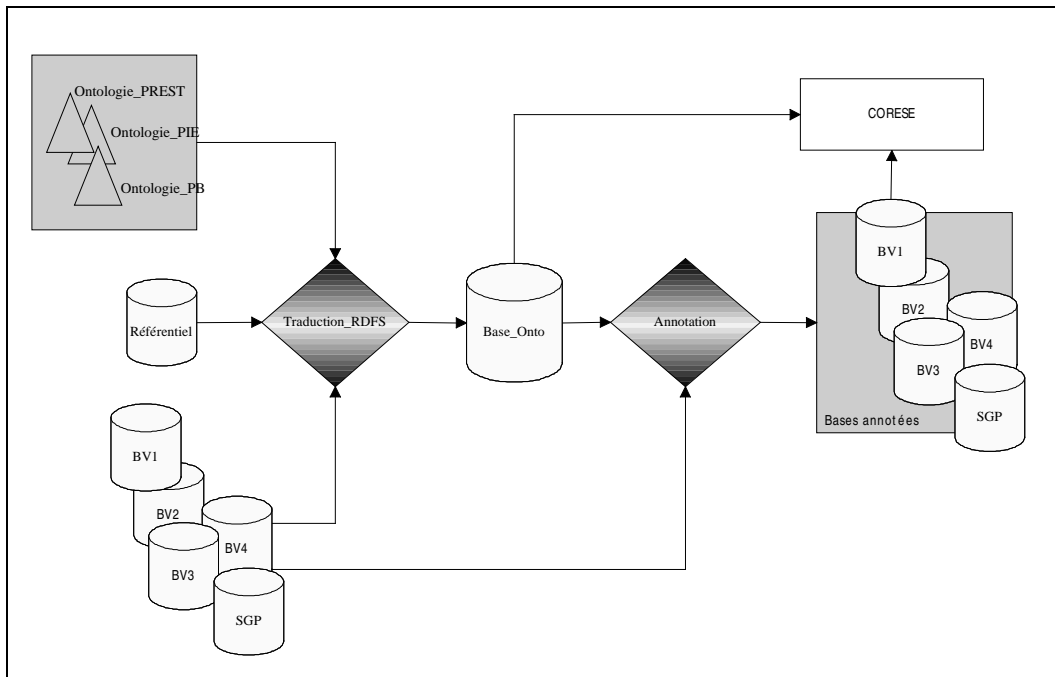 Ontologie_PREST
Ontologie_PIE
Ontologie_PB
CORESE
Référentiel
Traduction_RDFS
Base_Onto
Annotation
BV1
BV2
BV4
BV3
SGP
Bases annotées
BV1
BV2
BV4
BV3
SGP